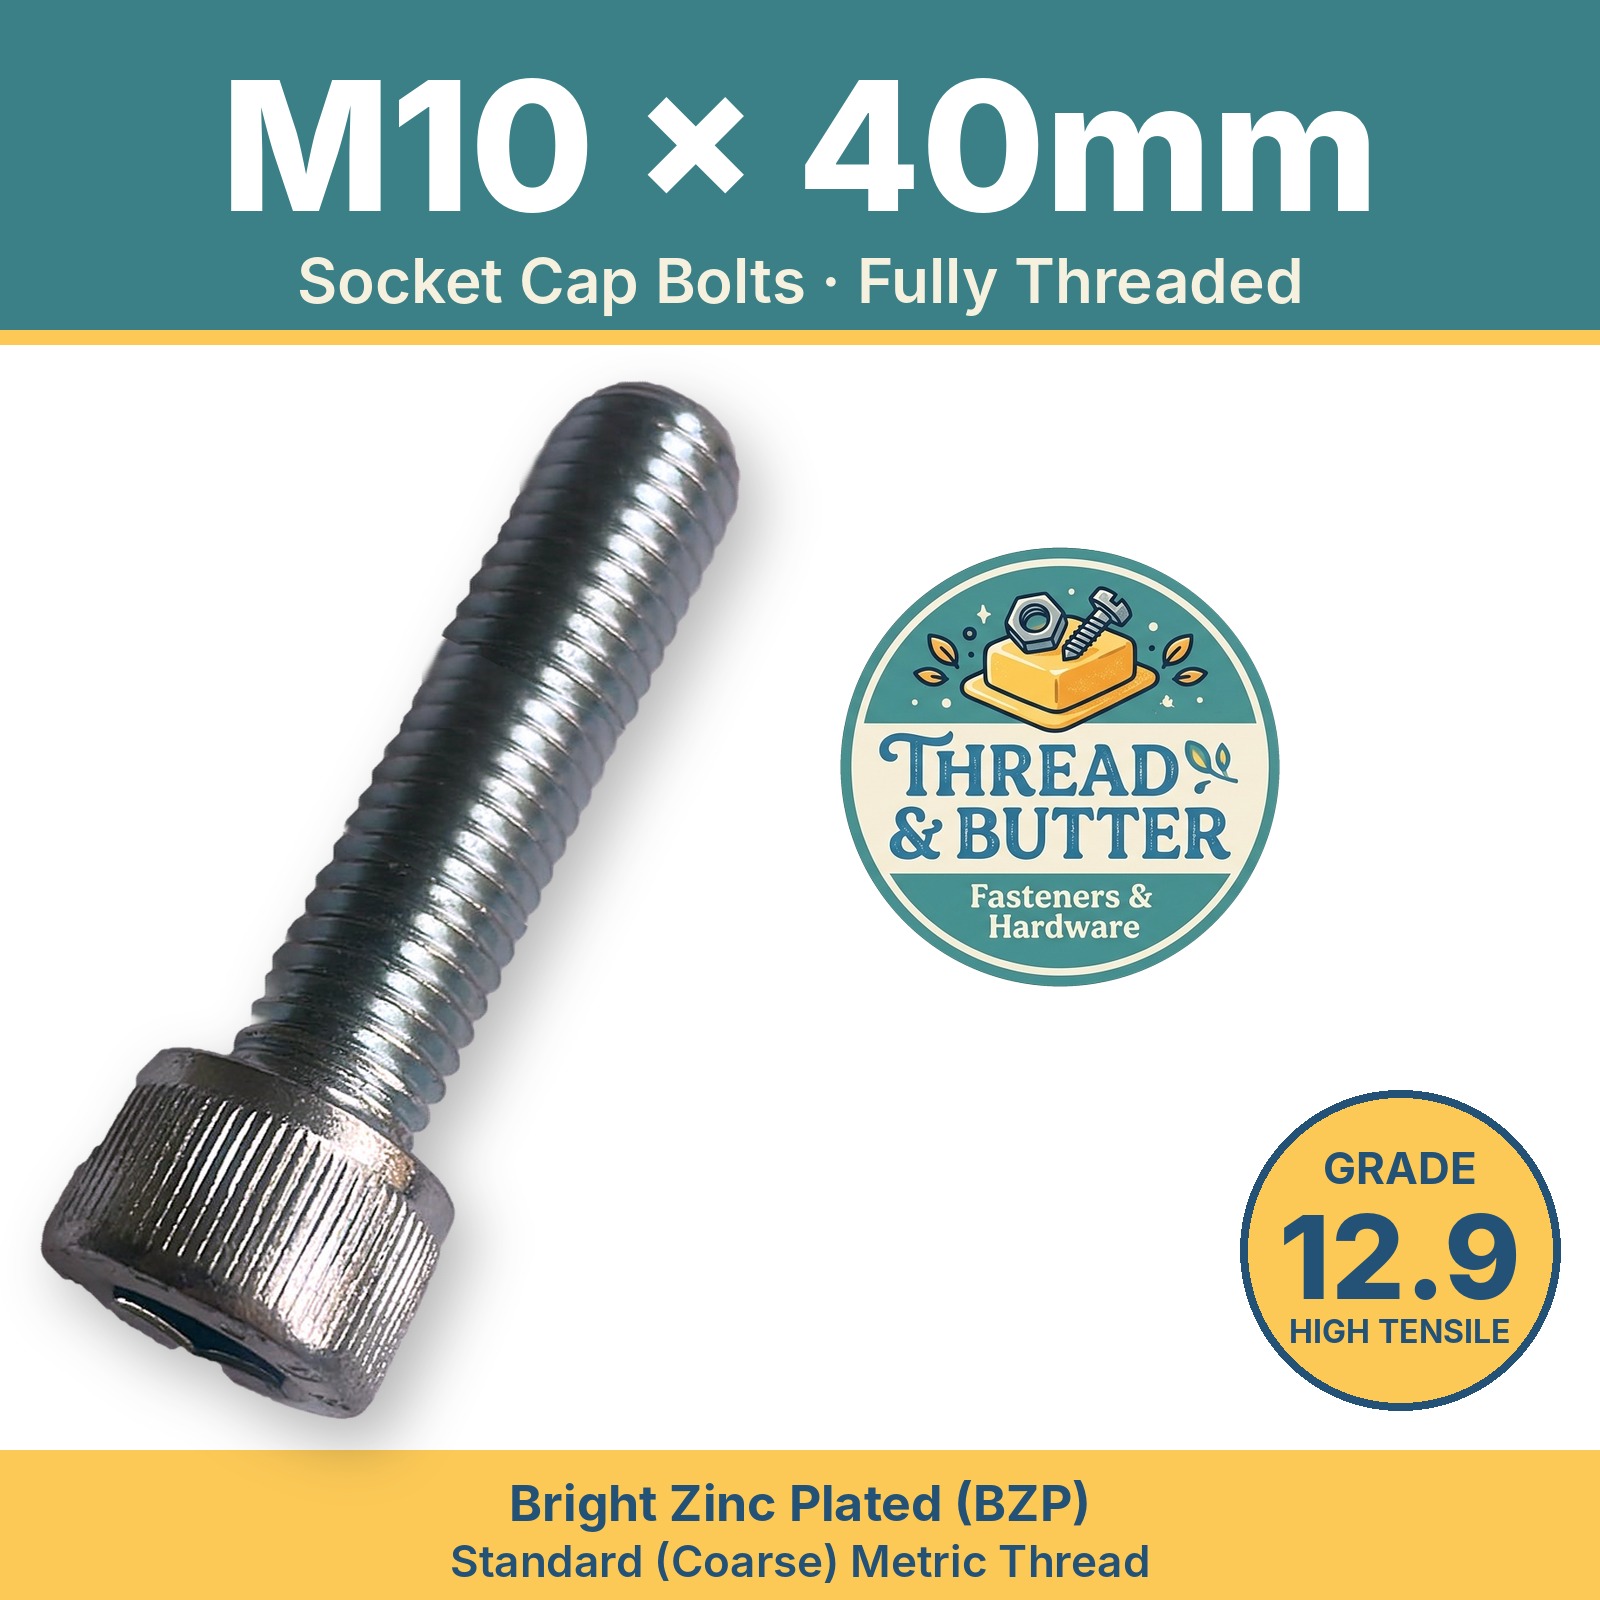 M10 × 40mm
Socket Cap Bolts · Fully Threaded
THREAD
& BUTTER
Fasteners &
Hardware
GRADE
12.9
HIGH TENSILE
Bright Zinc Plated (BZP)
Standard (Coarse) Metric Thread